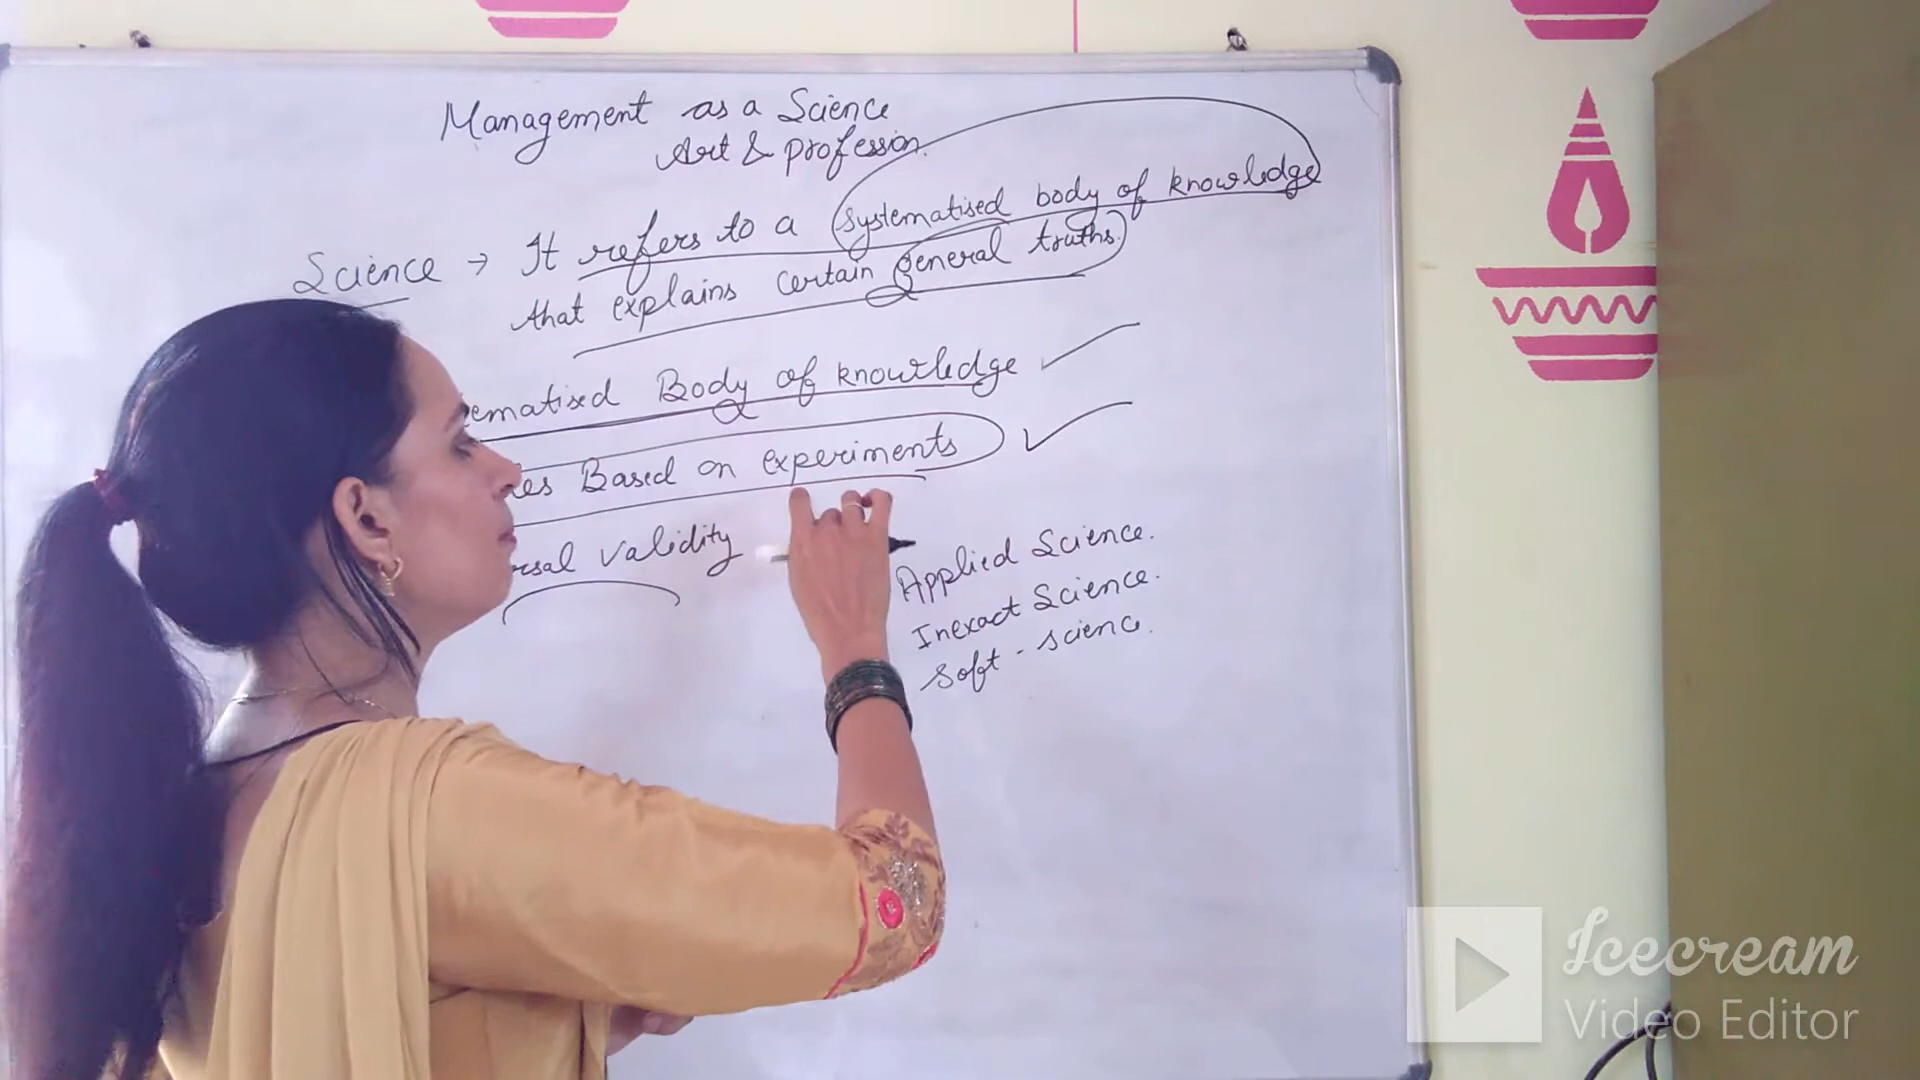 Management as a Science
Art & profession.
Science → It refers to a systematised body of knowledge
that explains certain general truths.
ematised Body of knowledge ✓
es Based on experiments ✓
rsal validity
Applied Science.
Inexact Science.
Soft - scienc.
Icecream
Video Editor